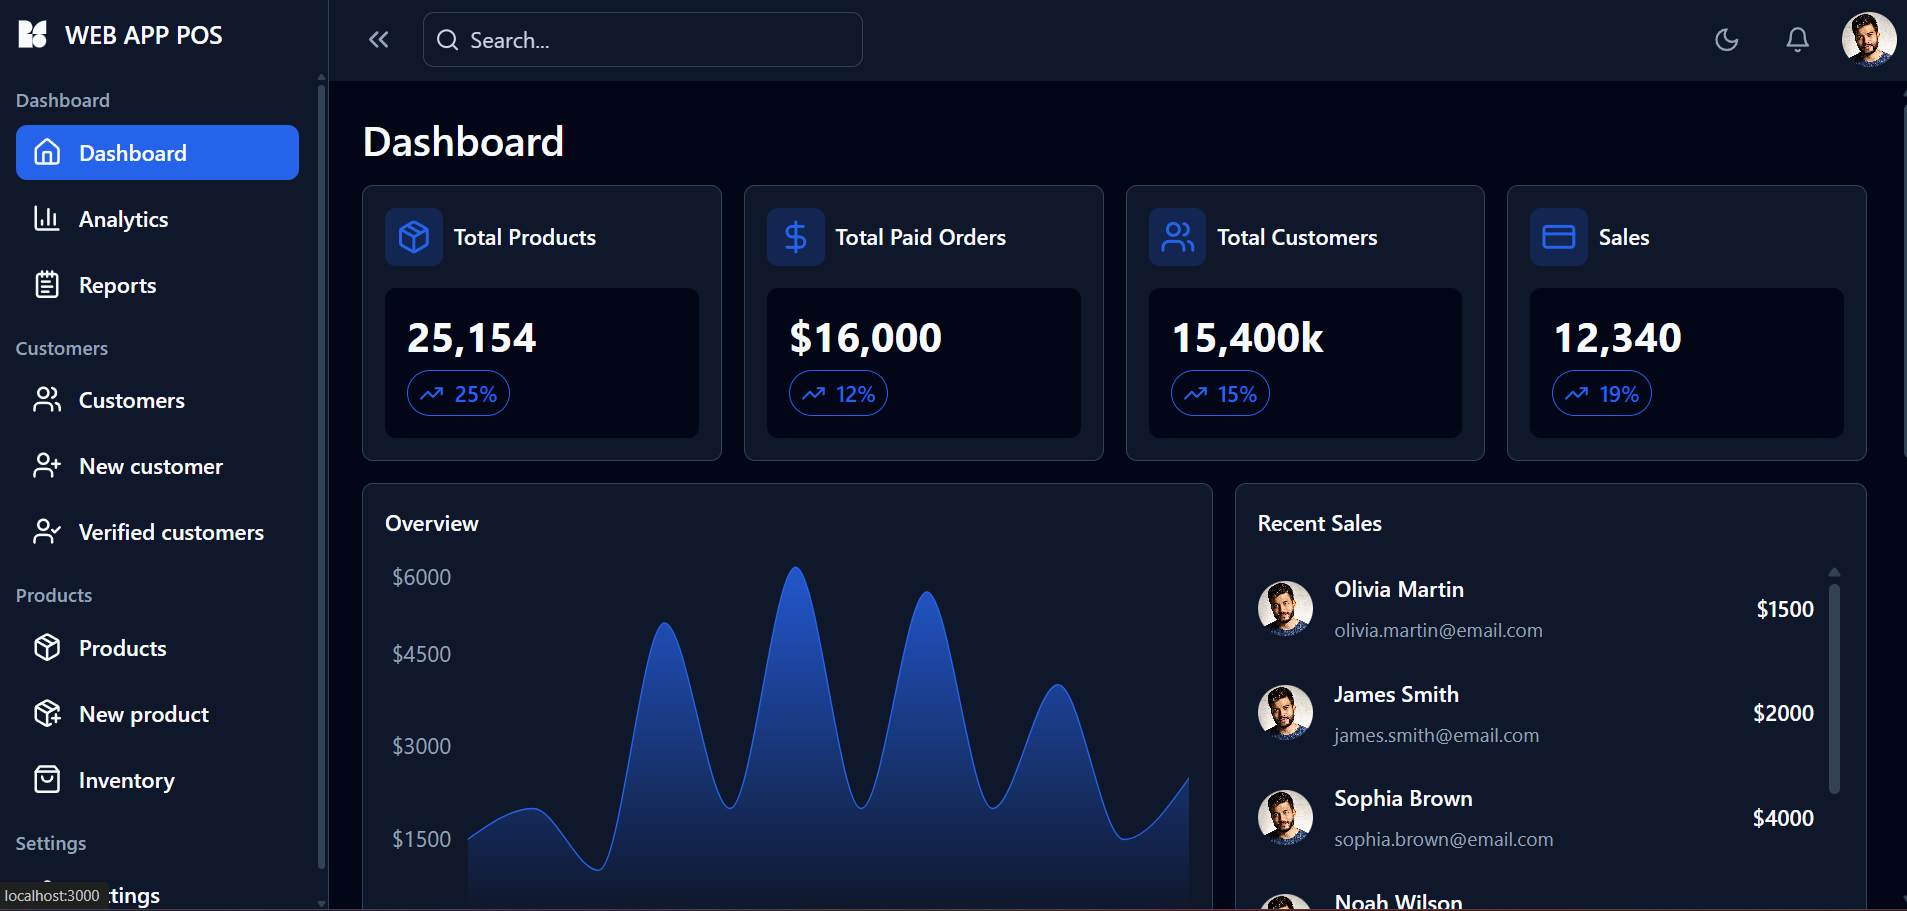 WEB APP POS
Search...
Dashboard
Dashboard
Analytics
Reports
Customers
Customers
New customer
Verified customers
Products
Products
New product
Inventory
Settings
ttings
localhost:3000
Dashboard
Total Products
25,154
25%
Total Paid Orders
$16,000
12%
Total Customers
15,400k
15%
Sales
12,340
19%
Overview
$6000
$4500
$3000
$1500
Recent Sales
Olivia Martin
olivia.martin@email.com
$1500
James Smith
james.smith@email.com
$2000
Sophia Brown
sophia.brown@email.com
$4000
Noah Wilson